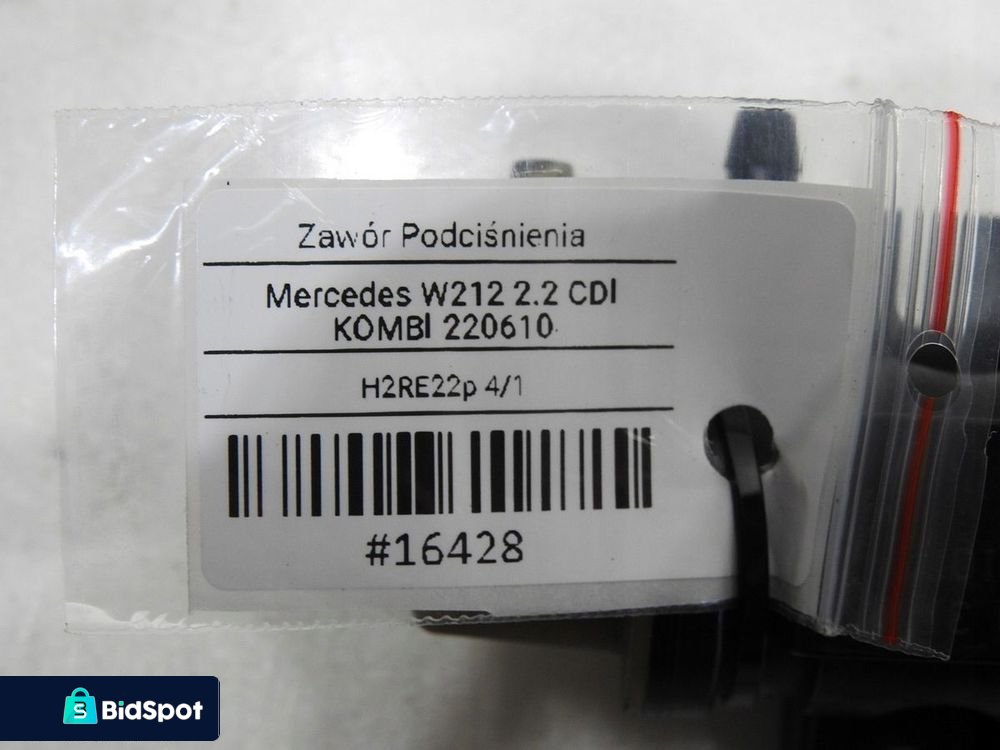 Zawór Podciśnienia
Mercedes W212 2.2 CDI
KOMBI 220610
H2RE22p 4/1
#16428
BidSpot